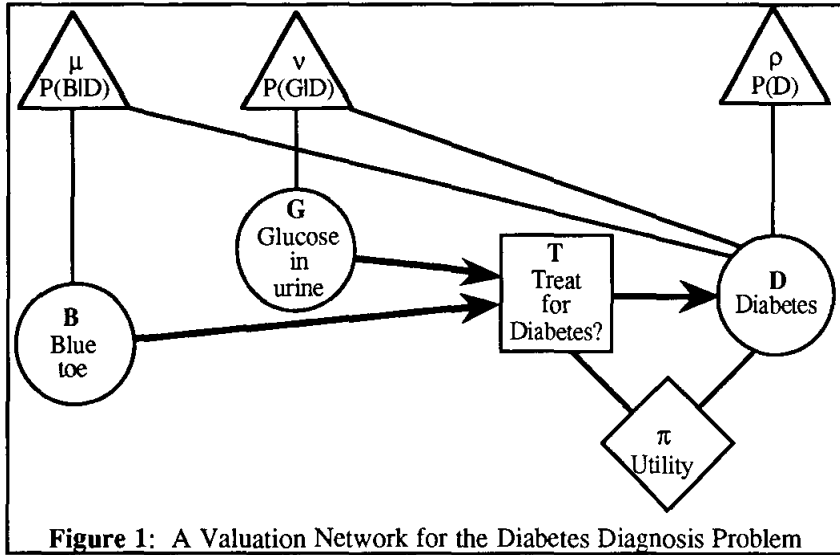 μ
P(B|D)
ν
P(G|D)
ρ
P(D)
G
Glucose
in
urine
T
Treat
for
Diabetes?
D
Diabetes
B
Blue
toe
π
Utility
Figure 1: A Valuation Network for the Diabetes Diagnosis Problem